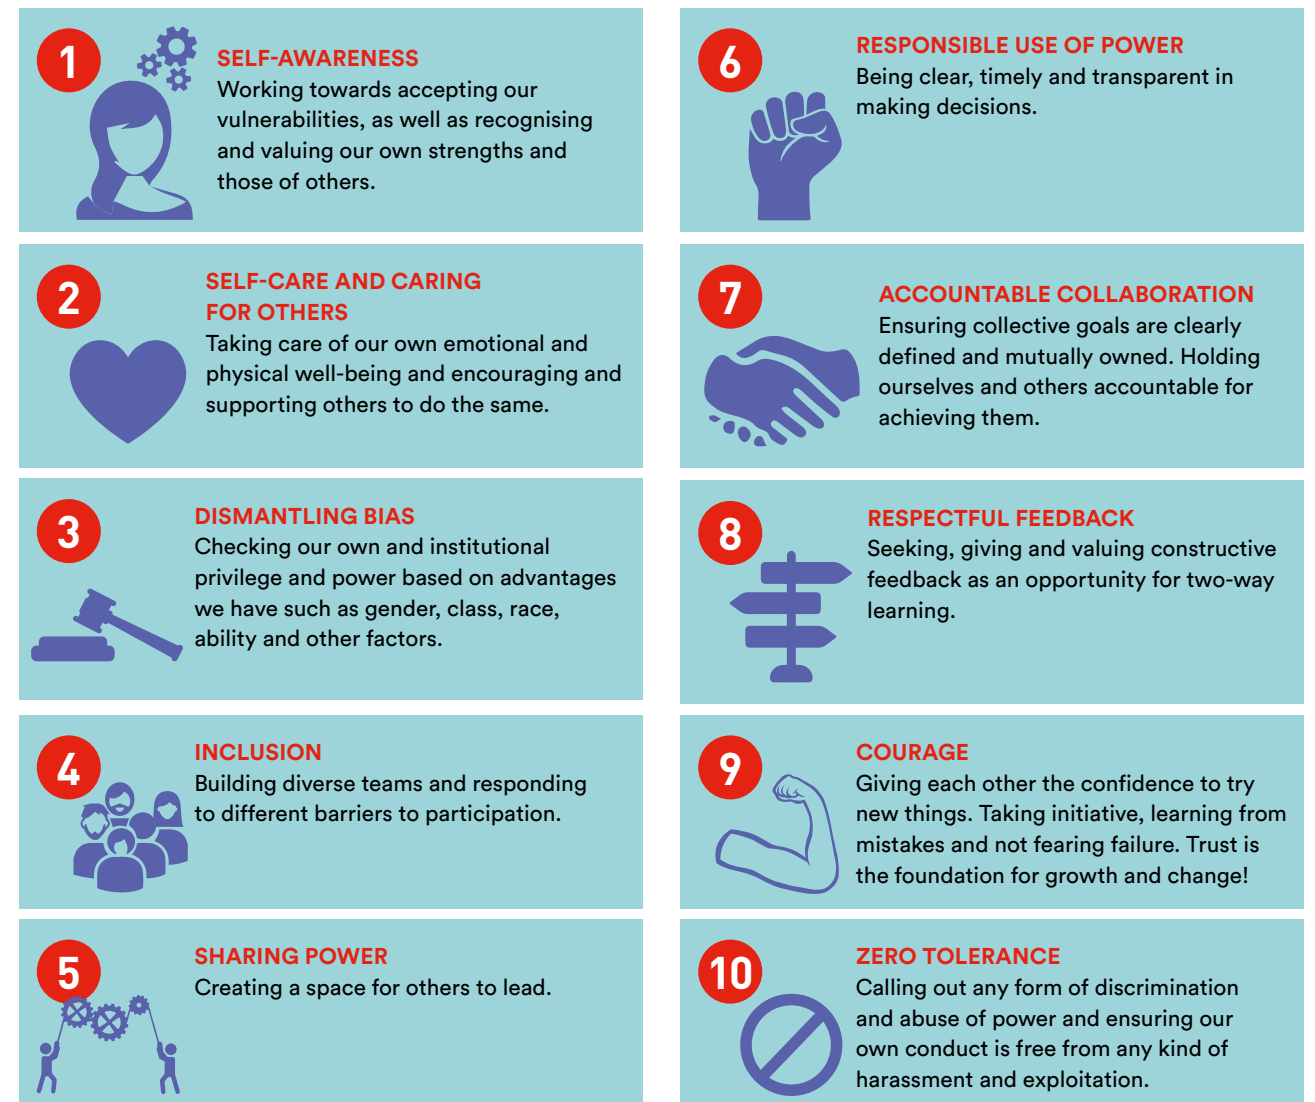 1
SELF-AWARENESS
Working towards accepting our
vulnerabilities, as well as recognising
and valuing our own strengths and
those of others.
2
SELF-CARE AND CARING
FOR OTHERS
Taking care of our own emotional and
physical well-being and encouraging and
supporting others to do the same.
3
DISMANTLING BIAS
Checking our own and institutional
privilege and power based on advantages
we have such as gender, class, race,
ability and other factors.
4
INCLUSION
Building diverse teams and responding
to different barriers to participation.
5
SHARING POWER
Creating a space for others to lead.
6
RESPONSIBLE USE OF POWER
Being clear, timely and transparent in
making decisions.
7
ACCOUNTABLE COLLABORATION
Ensuring collective goals are clearly
defined and mutually owned. Holding
ourselves and others accountable for
achieving them.
8
RESPECTFUL FEEDBACK
Seeking, giving and valuing constructive
feedback as an opportunity for two-way
learning.
9
COURAGE
Giving each other the confidence to try
new things. Taking initiative, learning from
mistakes and not fearing failure. Trust is
the foundation for growth and change!
10
ZERO TOLERANCE
Calling out any form of discrimination
and abuse of power and ensuring our
own conduct is free from any kind of
harassment and exploitation.